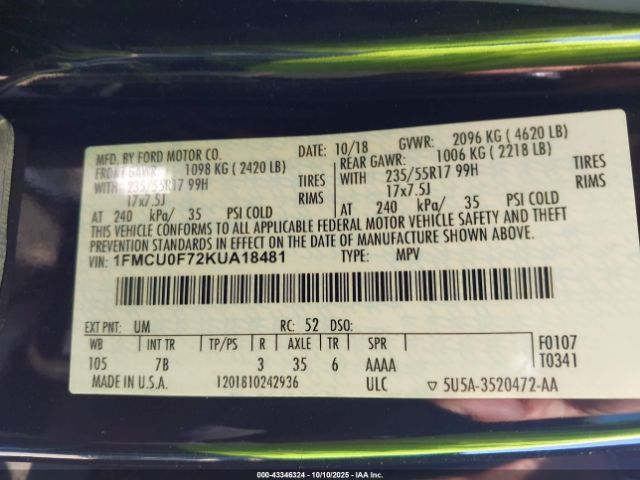 MFD. BY FORD MOTOR CO. DATE: 10/18 GVWR: 2096 KG ( 4620 LB)
FRONT GAWR: 1098 KG ( 2420 LB) REAR GAWR: 1006 KG ( 2218 LB)
WITH 235/55R17 99H TIRES WITH 235/55R17 99H TIRES
17x7.5J RIMS 17x7.5J RIMS
AT 240 kPa/ 35 PSI COLD AT 240 kPa/ 35 PSI COLD
THIS VEHICLE CONFORMS TO ALL APPLICABLE FEDERAL MOTOR VEHICLE SAFETY AND THEFT
PREVENTION STANDARDS IN EFFECT ON THE DATE OF MANUFACTURE SHOWN ABOVE.
VIN: 1FMCU0F72KUA18481 TYPE: MPV
EXT PNT: UM RC: 52 DSO:
WB INT TR TP/PS R AXLE TR SPR F0107
105 7B 3 35 6 AAAA T0341
MADE IN U.S.A. 1201810242936 ULC ▽ 5U5A-3520472-AA
000-43346324 | 10/10/2025 - IAA Inc.